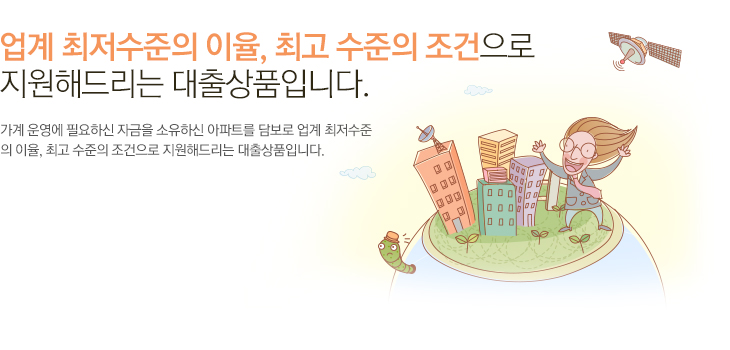 업계 최저수준의 이율, 최고 수준의 조건으로
지원해드리는 대출상품입니다.
가계 운영에 필요하신 자금을 소유하신 아파트를 담보로 업계 최저수준
의 이율, 최고 수준의 조건으로 지원해드리는 대출상품입니다.